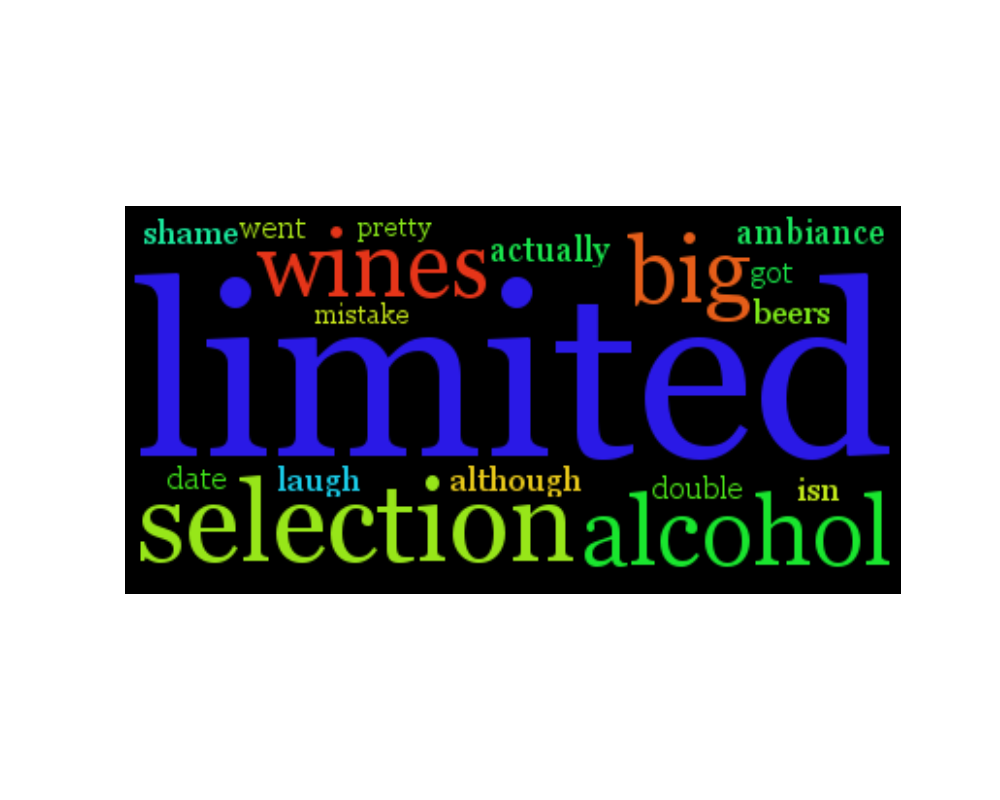 shame went pretty ambiance
wines actually big got
mistake beers
limited
date laugh although double isn
selection alcohol